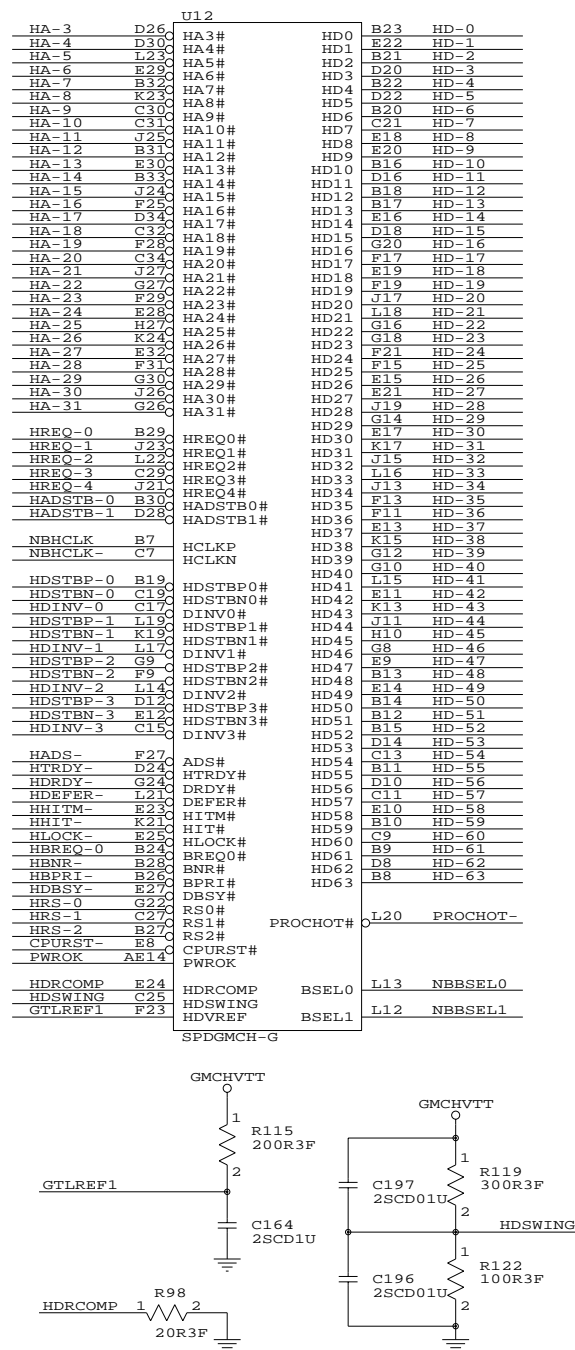 U12
HA-3 D26 HA3# HD0 B23 HD-0
HA-4 D30 HA4# HD1 E22 HD-1
HA-5 L23 HA5# HD2 B21 HD-2
HA-6 E29 HA6# HD3 D20 HD-3
HA-7 B32 HA7# HD4 B22 HD-4
HA-8 K23 HA8# HD5 D22 HD-5
HA-9 C30 HA9# HD6 B20 HD-6
HA-10 C31 HA10# HD7 C21 HD-7
HA-11 J25 HA11# HD8 E18 HD-8
HA-12 B31 HA12# HD9 E20 HD-9
HA-13 E30 HA13# HD10 B16 HD-10
HA-14 B33 HA14# HD11 D16 HD-11
HA-15 J24 HA15# HD12 B18 HD-12
HA-16 F25 HA16# HD13 B17 HD-13
HA-17 D34 HA17# HD14 E16 HD-14
HA-18 C32 HA18# HD15 D18 HD-15
HA-19 F28 HA19# HD16 G20 HD-16
HA-20 C34 HA20# HD17 F17 HD-17
HA-21 J27 HA21# HD18 E19 HD-18
HA-22 G27 HA22# HD19 F19 HD-19
HA-23 F29 HA23# HD20 J17 HD-20
HA-24 E28 HA24# HD21 L18 HD-21
HA-25 H27 HA25# HD22 G16 HD-22
HA-26 K24 HA26# HD23 G18 HD-23
HA-27 E32 HA27# HD24 F21 HD-24
HA-28 F31 HA28# HD25 F15 HD-25
HA-29 G30 HA29# HD26 E15 HD-26
HA-30 J26 HA30# HD27 E21 HD-27
HA-31 G26 HA31# HD28 J19 HD-28
HD29 G14 HD-29
HREQ-0 B29 HREQ0# HD30 E17 HD-30
HREQ-1 J23 HREQ1# HD31 K17 HD-31
HREQ-2 L22 HREQ2# HD32 J15 HD-32
HREQ-3 C29 HREQ3# HD33 L16 HD-33
HREQ-4 J21 HREQ4# HD34 J13 HD-34
HADSTB-0 B30 HADSTB0# HD35 F13 HD-35
HADSTB-1 D28 HADSTB1# HD36 F11 HD-36
HD37 E13 HD-37
NBHCLK B7 HCLKP HD38 K15 HD-38
NBHCLK- C7 HCLKN HD39 G12 HD-39
HD40 G10 HD-40
HDSTBP-0 B19 HDSTBP0# HD41 L15 HD-41
HDSTBN-0 C19 HDSTBN0# HD42 E11 HD-42
HDINV-0 C17 DINV0# HD43 K13 HD-43
HDSTBP-1 L19 HDSTBP1# HD44 J11 HD-44
HDSTBN-1 K19 HDSTBN1# HD45 H10 HD-45
HDINV-1 L17 DINV1# HD46 G8 HD-46
HDSTBP-2 G9 HDSTBP2# HD47 E9 HD-47
HDSTBN-2 F9 HDSTBN2# HD48 B13 HD-48
HDINV-2 L14 DINV2# HD49 E14 HD-49
HDSTBP-3 D12 HDSTBP3# HD50 B14 HD-50
HDSTBN-3 E12 HDSTBN3# HD51 B12 HD-51
HDINV-3 C15 DINV3# HD52 B15 HD-52
HD53 D14 HD-53
HADS- F27 ADS# HD54 C13 HD-54
HTRDY- D24 HTRDY# HD55 B11 HD-55
HDRDY- G24 DRDY# HD56 D10 HD-56
HDEFER- L21 DEFER# HD57 C11 HD-57
HHITM- E23 HITM# HD58 E10 HD-58
HHIT- K21 HIT# HD59 B10 HD-59
HLOCK- E25 HLOCK# HD60 C9 HD-60
HBREQ-0 B24 BREQ0# HD61 B9 HD-61
HBNR- B28 BNR# HD62 D8 HD-62
HBPRI- B26 BPRI# HD63 B8 HD-63
HDBSY- E27 DBSY#
HRS-0 G22 RS0#
HRS-1 C27 RS1# PROCHOT# L20 PROCHOT-
HRS-2 B27 RS2#
CPURST- E8 CPURST#
PWROK AE14 PWROK
HDRCOMP E24 HDRCOMP BSEL0 L13 NBBSEL0
HDSWING C25 HDSWING
GTLREF1 F23 HDVREF BSEL1 L12 NBBSEL1
SPDGMCH-G
GMCHVTT
1
R115
200R3F
2
GTLREF1
C164
2SCD1U
HDRCOMP 1 R98 2
20R3F
GMCHVTT
1
R119
300R3F
2
C197
2SCD01U
HDSWING
1
R122
100R3F
2
C196
2SCD01U